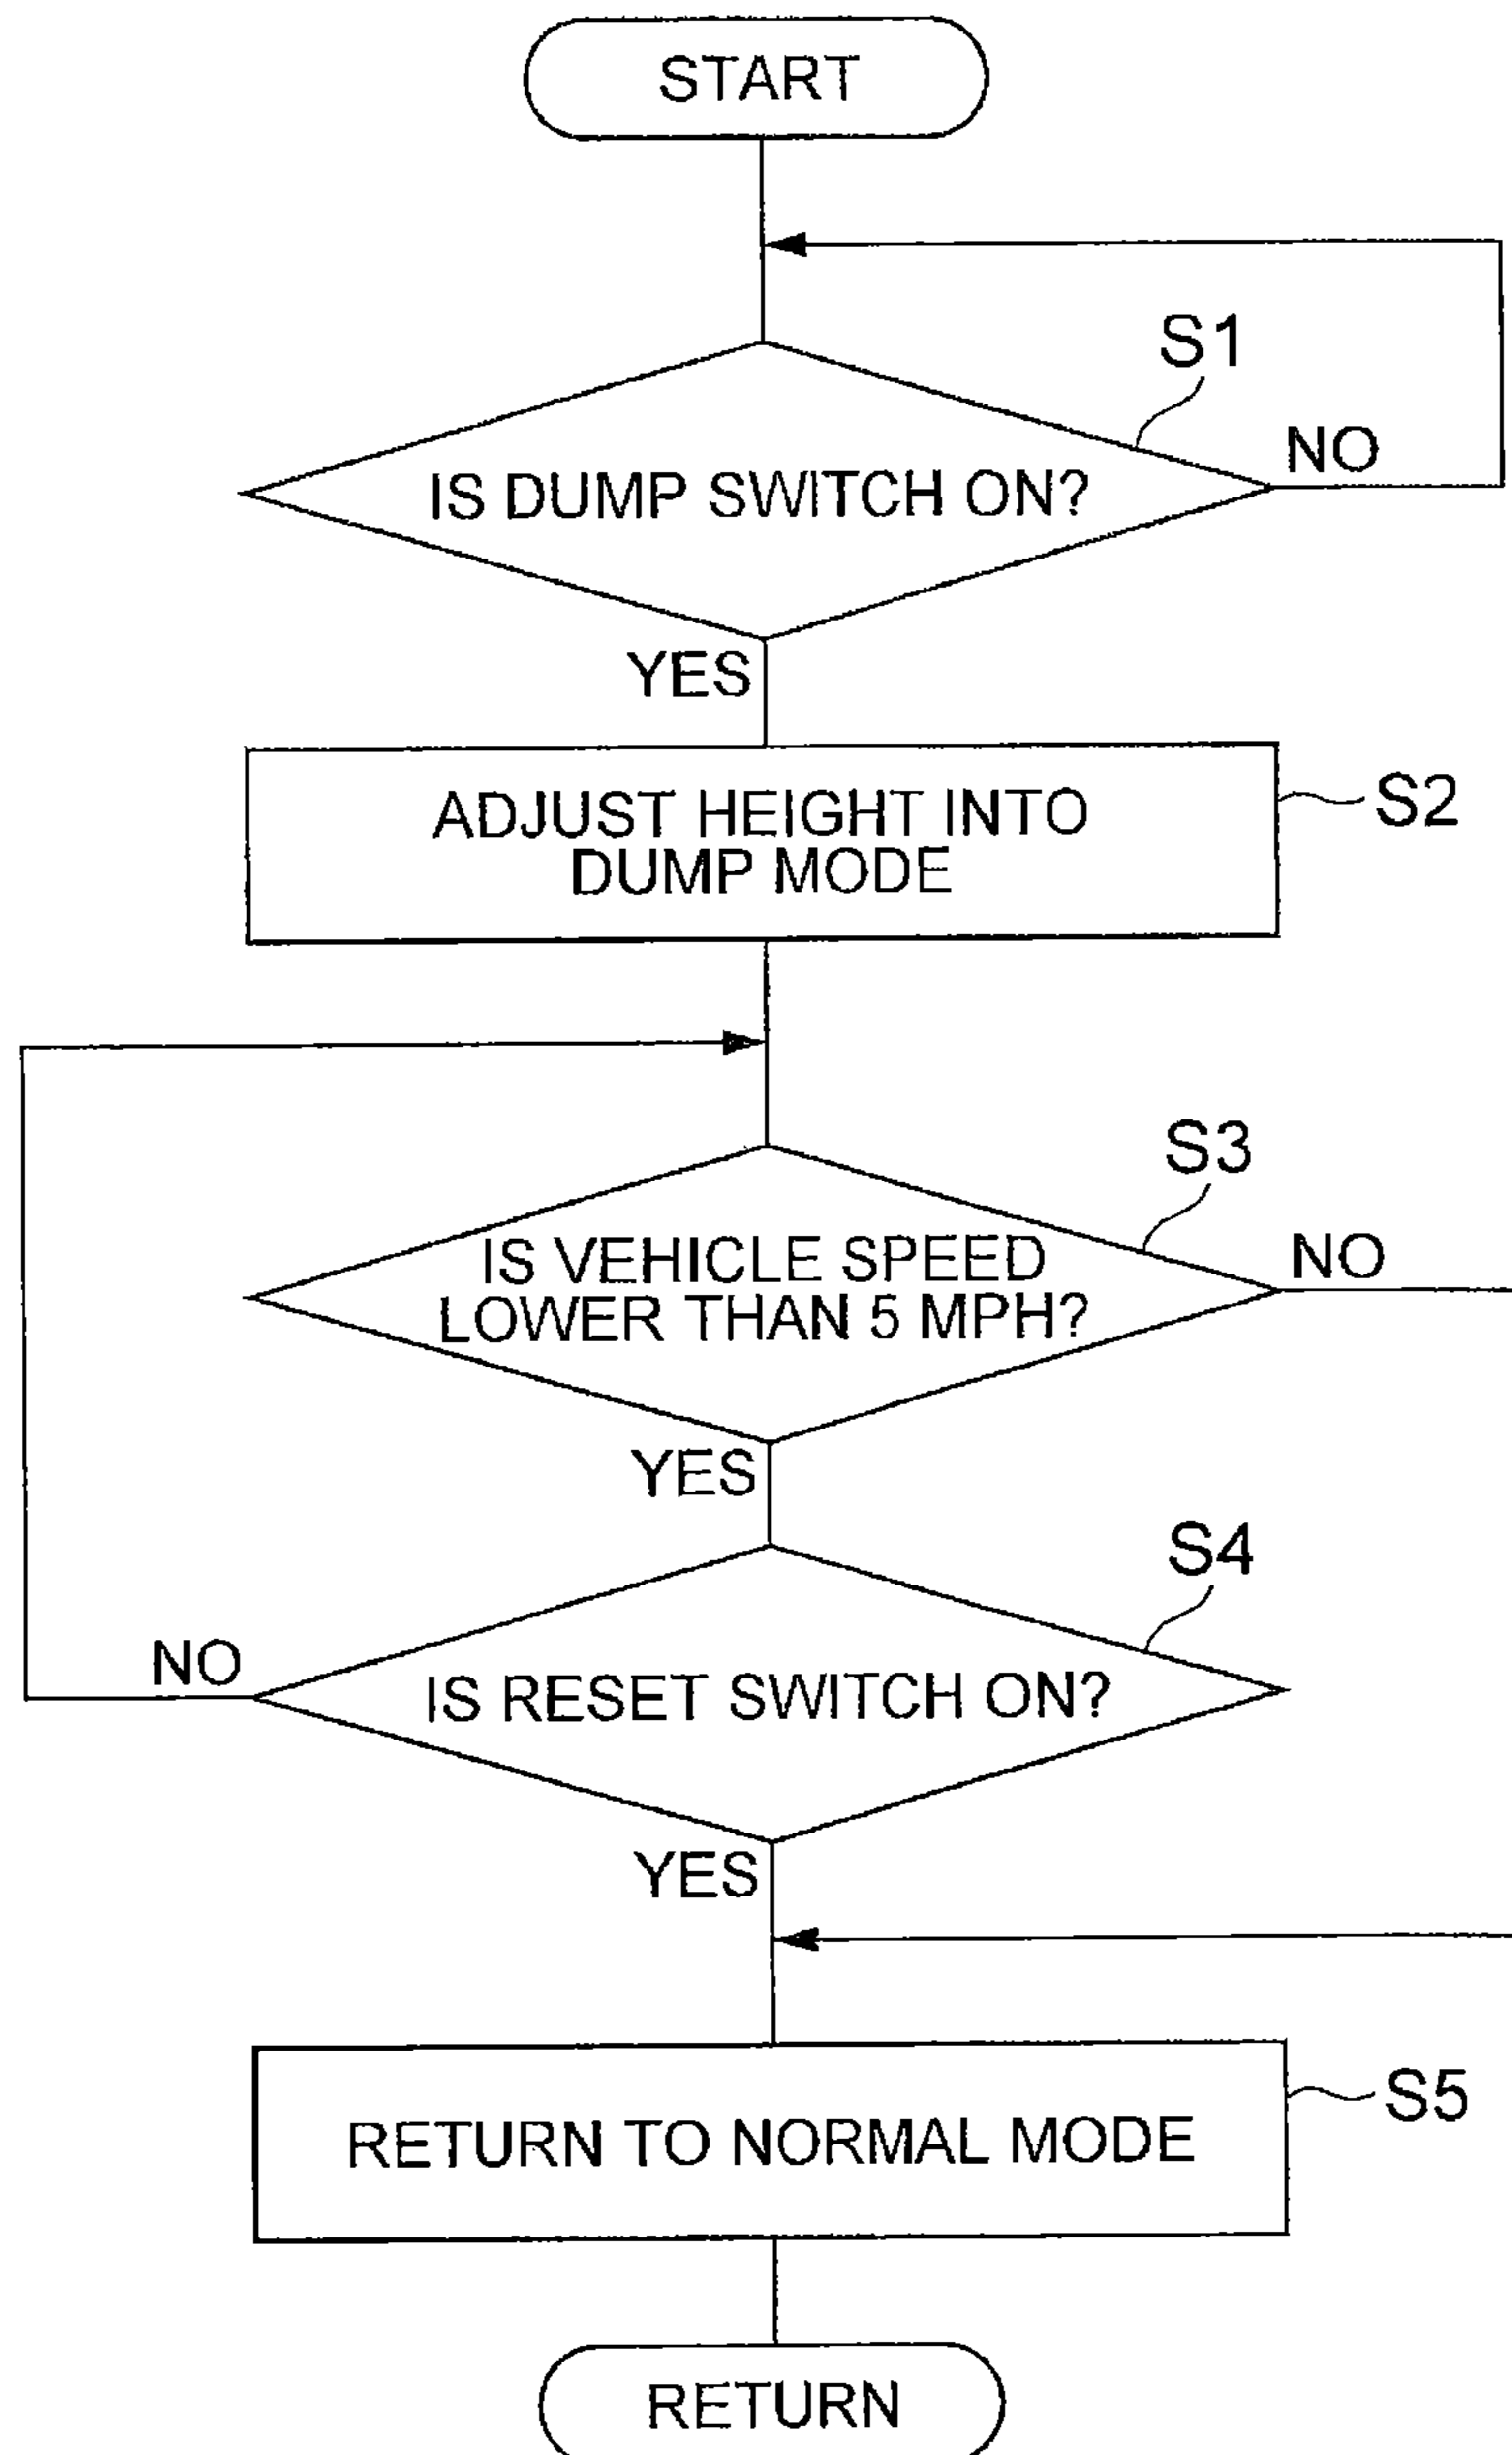 START
S1
NO
IS DUMP SWITCH ON?
YES
ADJUST HEIGHT INTO
DUMP MODE
S2
S3
NO
IS VEHICLE SPEED
LOWER THAN 5 MPH?
YES
S4
NO
IS RESET SWITCH ON?
YES
S5
RETURN TO NORMAL MODE
RETURN